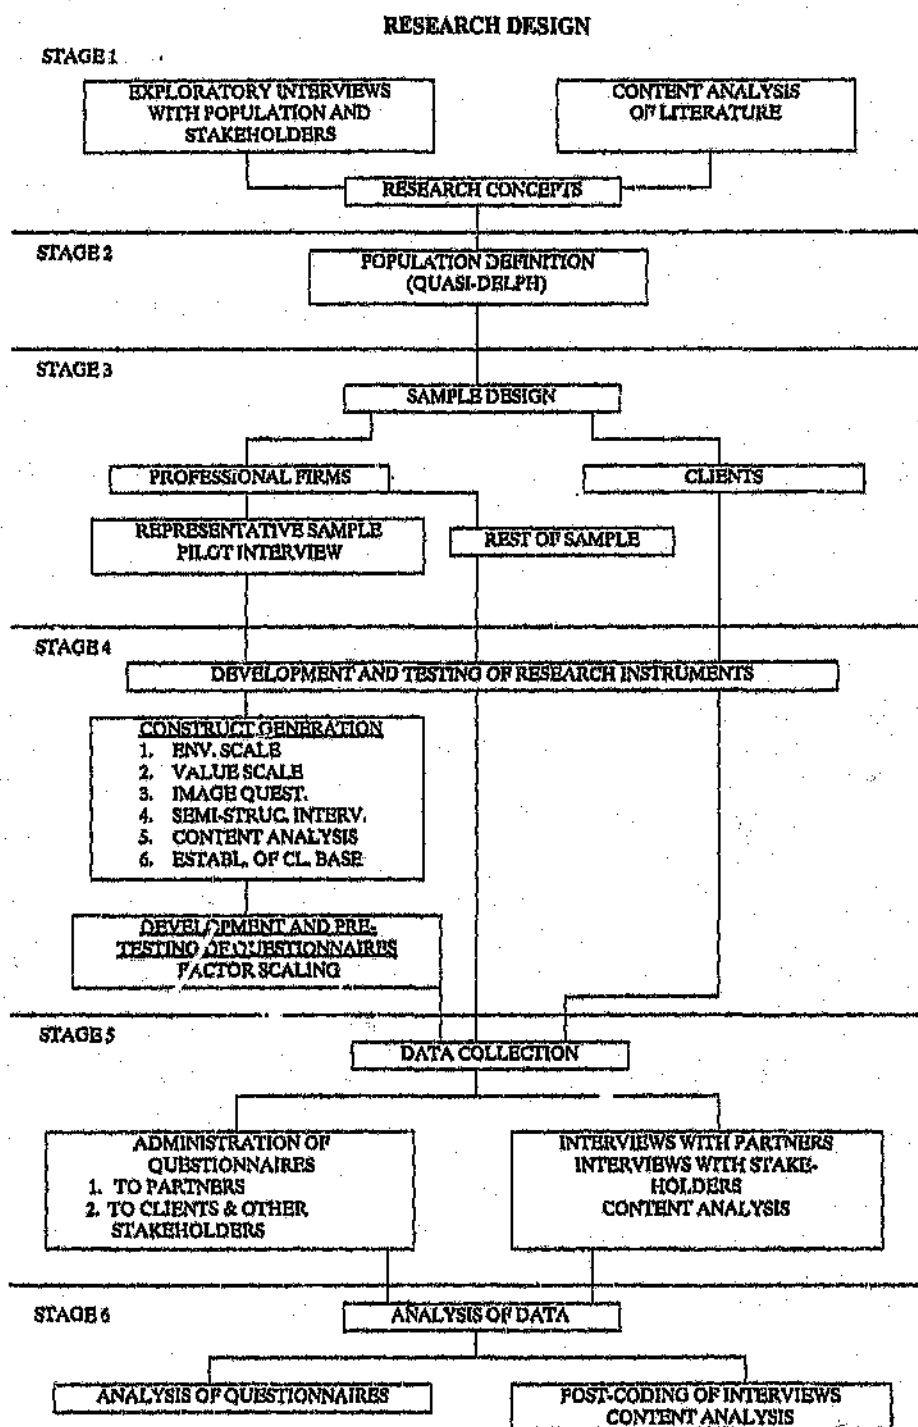 RESEARCH DESIGN
STAGE 1
EXPLORATORY INTERVIEWS
WITH POPULATION AND
STAKEHOLDERS
CONTENT ANALYSIS
OF LITERATURE
RESEARCH CONCEPTS
STAGE 2
POPULATION DEFINITION
(QUASI-DELPH)
STAGE 3
SAMPLE DESIGN
PROFESSIONAL FIRMS
CLIENTS
REPRESENTATIVE SAMPLE
PILOT INTERVIEW
REST OF SAMPLE
STAGE 4
DEVELOPMENT AND TESTING OF RESEARCH INSTRUMENTS
CONSTRUCT GENERATION
1. ENV. SCALE
2. VALUE SCALE
3. IMAGE QUEST.
4. SEMI-STRUC. INTERV.
5. CONTENT ANALYSIS
6. ESTABL. OF CL. BASE
DEVELOPMENT AND PRE-
TESTING OF QUESTIONNAIRES
FACTOR SCALING
STAGE 5
DATA COLLECTION
ADMINISTRATION OF
QUESTIONNAIRES
1. TO PARTNERS
2. TO CLIENTS & OTHER
STAKEHOLDERS
INTERVIEWS WITH PARTNERS
INTERVIEWS WITH STAKE-
HOLDERS
CONTENT ANALYSIS
STAGE 6
ANALYSIS OF DATA
ANALYSIS OF QUESTIONNAIRES
POST-CODING OF INTERVIEWS
CONTENT ANALYSIS